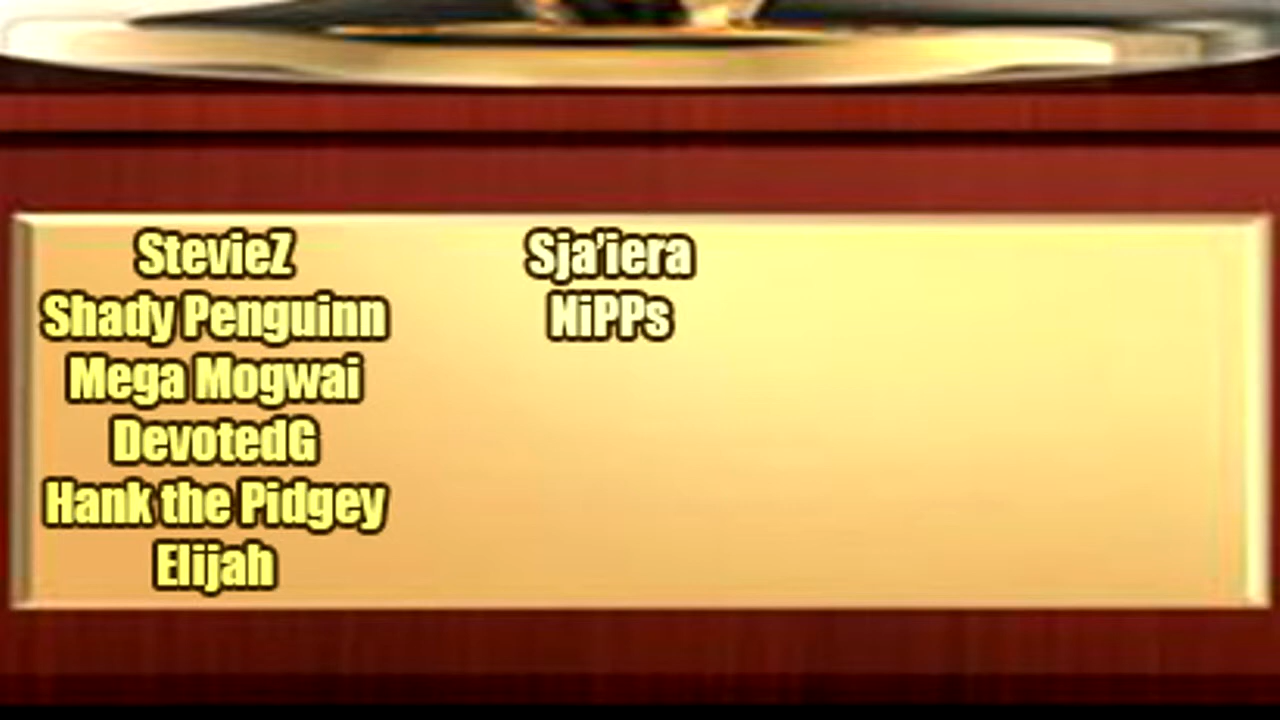 StevieZ
Shady Penguinn
Mega Mogwai
DevotedG
Hank the Pidgey
Elijah
Sja'iera
NiPPs